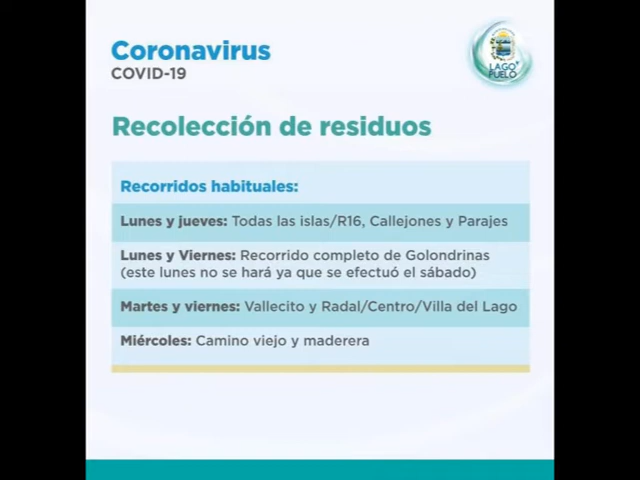 Coronavirus
COVID-19
LAGO
PUELO
Recolección de residuos
Recorridos habituales:
Lunes y jueves: Todas las islas/R16, Callejones y Parajes
Lunes y Viernes: Recorrido completo de Golondrinas
(este lunes no se hará ya que se efectuó el sábado)
Martes y viernes: Vallecito y Radal/Centro/Villa del Lago
Miércoles: Camino viejo y maderera